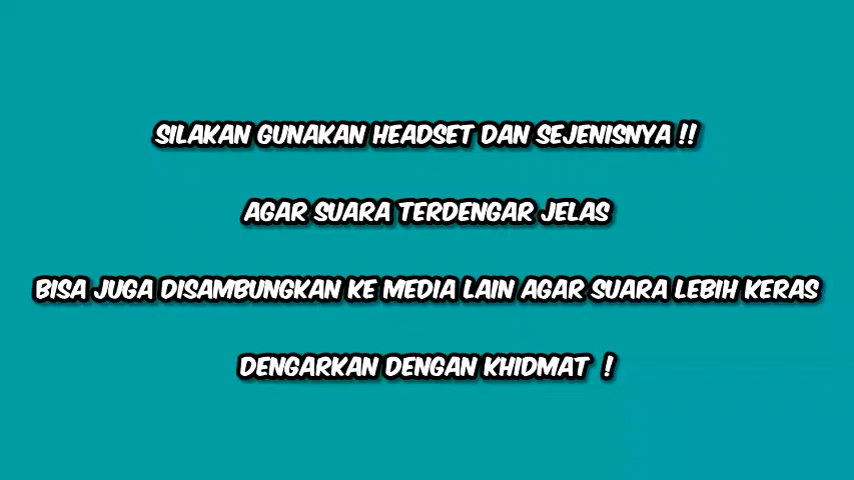 SILAKAN GUNAKAN HEADSET DAN SEJENISNYA !!
AGAR SUARA TERDENGAR JELAS
BISA JUGA DISAMBUNGKAN KE MEDIA LAIN AGAR SUARA LEBIH KERAS
DENGARKAN DENGAN KHIDMAT !